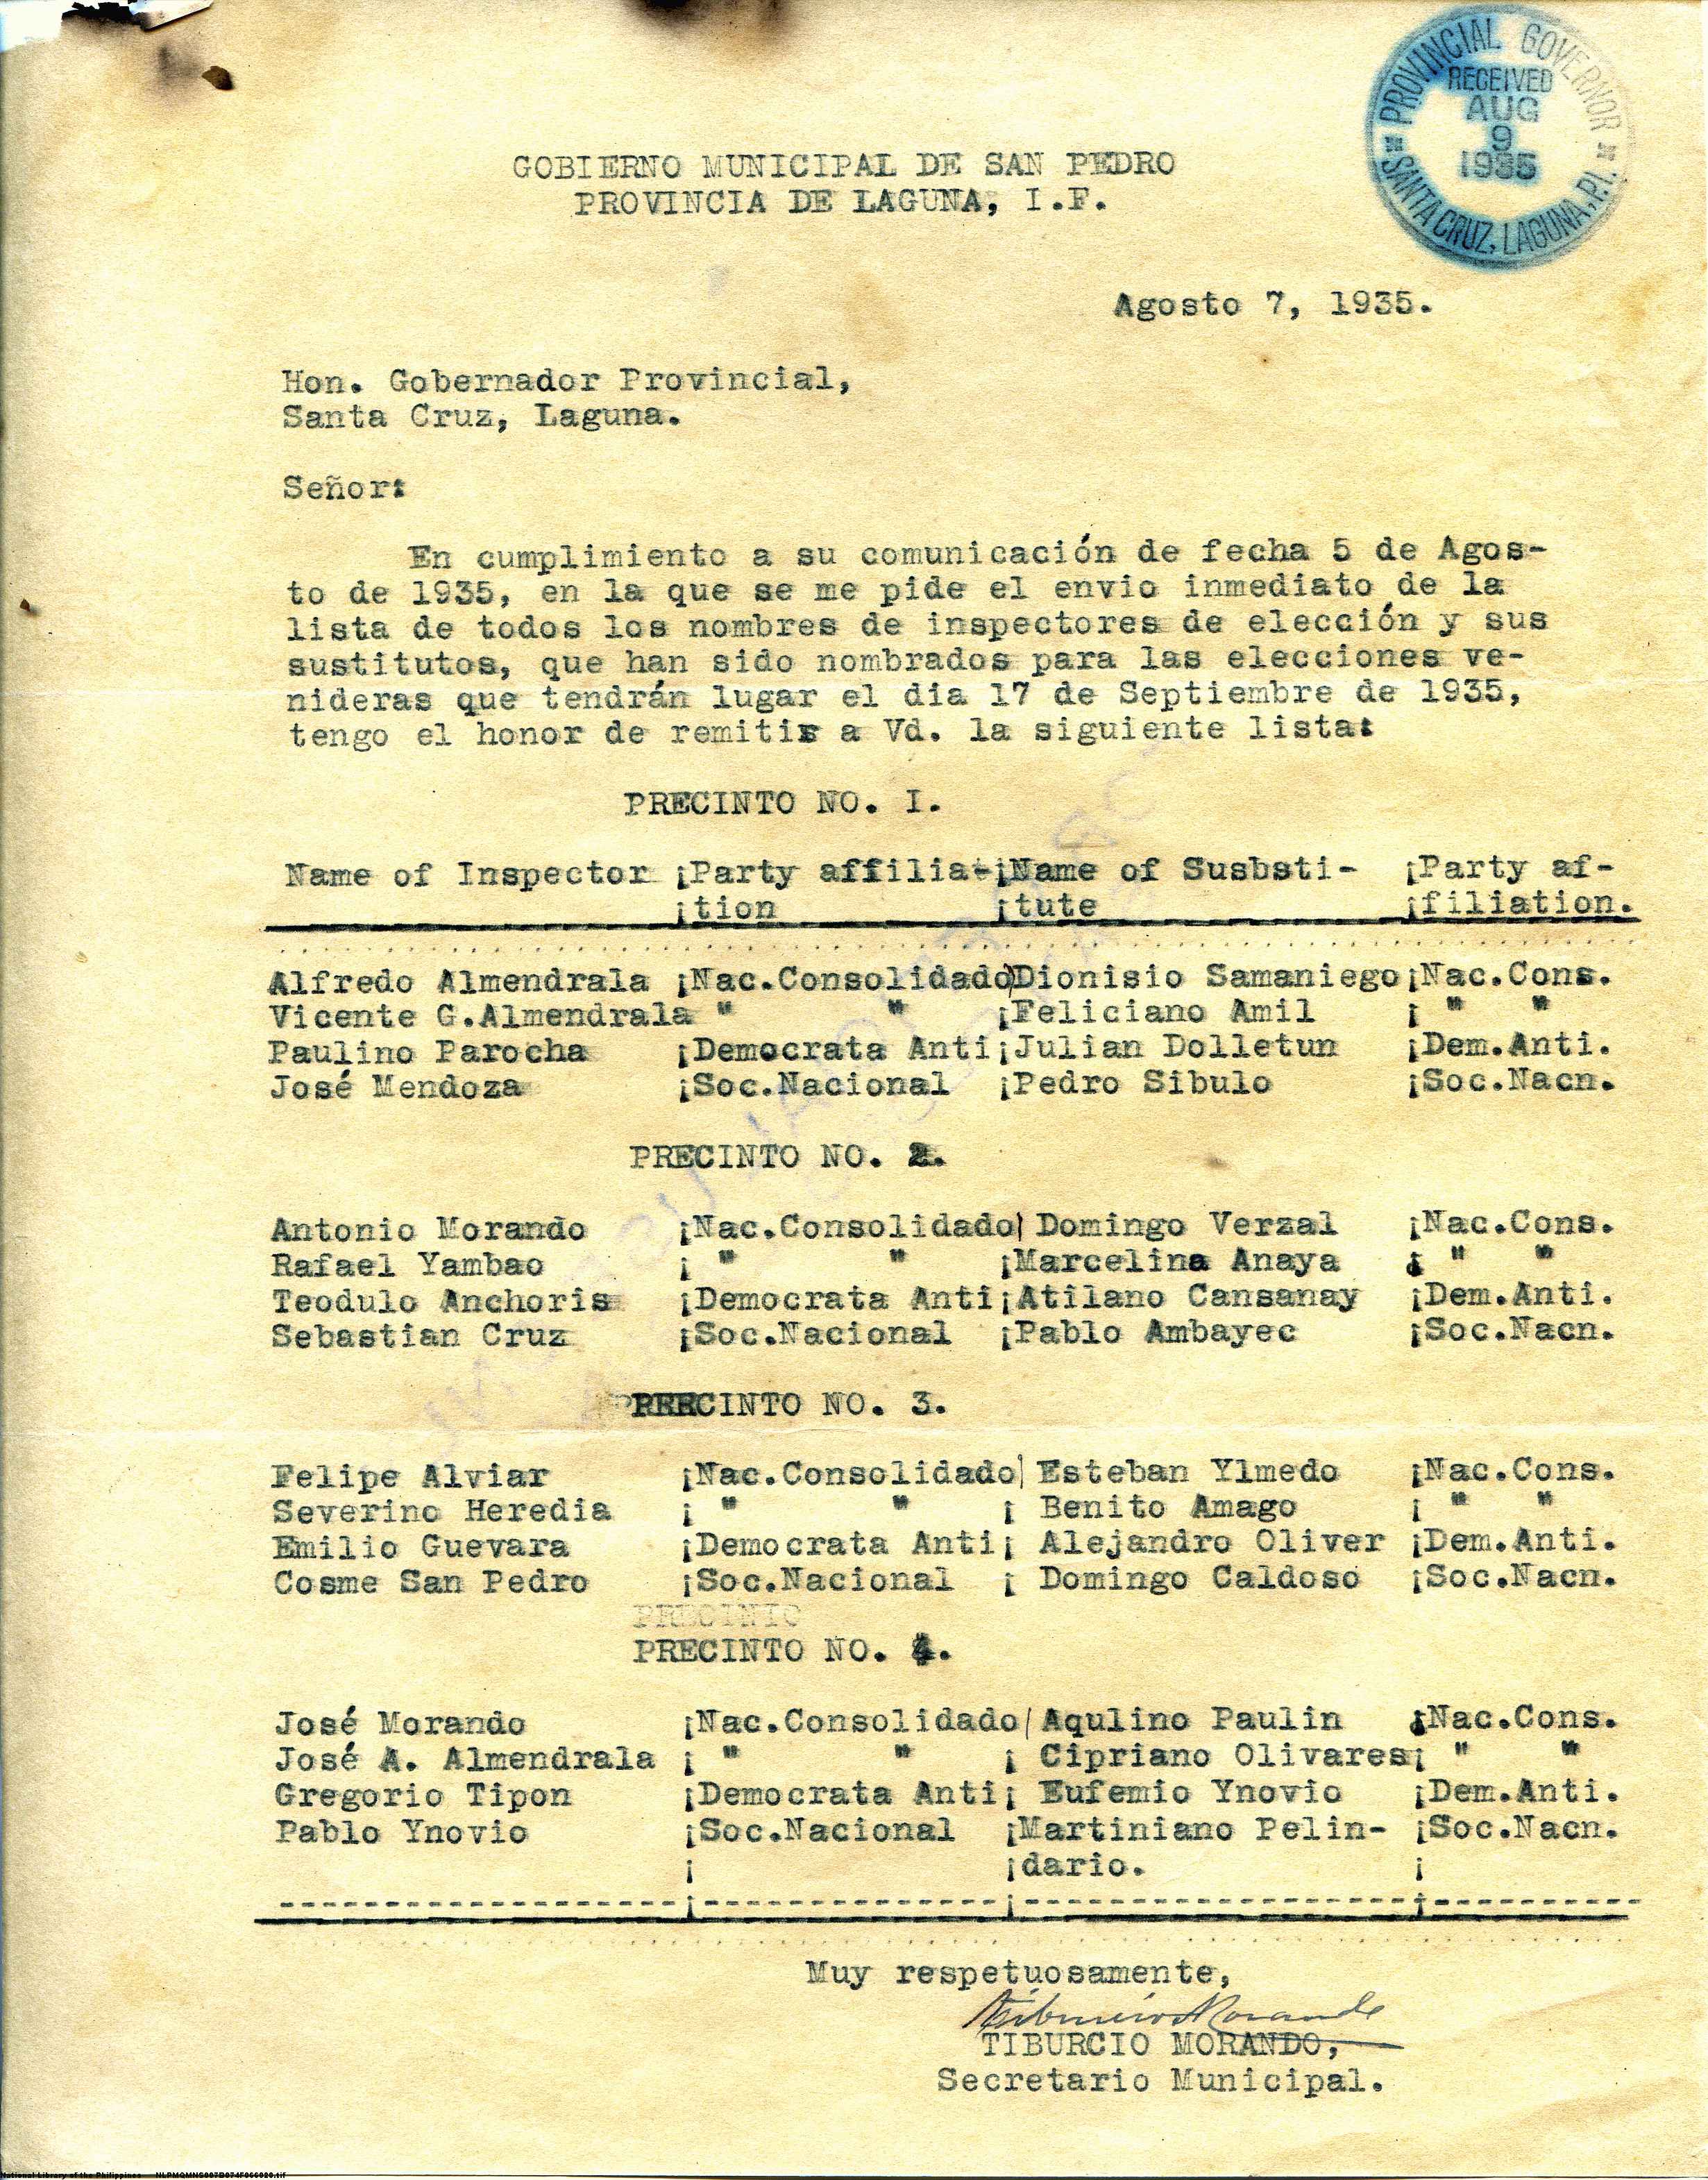 PROVINCIAL GOVERNOR
RECEIVED
AUG
9
1935
SANTA CRUZ, LAGUNA, P.I.
GOBIERNO MUNICIPAL DE SAN PEDRO
PROVINCIA DE LAGUNA, I.F.
Agosto 7, 1935.
Hon. Gobernador Provincial,
Santa Cruz, Laguna.
Señor:
En cumplimiento a su comunicación de fecha 5 de Agos-
to de 1935, en la que se me pide el envio inmediato de la
lista de todos los nombres de inspectores de elección y sus
sustitutos, que han sido nombrados para las elecciones ve-
nideras que tendrán lugar el dia 17 de Septiembre de 1935,
tengo el honor de remitir a Vd. la siguiente lista:
PRECINTO NO. I.
Name of Inspector ¡Party affilia-¡Name of Susbsti- ¡Party af-
¡tion ¡tute ¡filiation.
Alfredo Almendrala ¡Nac.Consolidado)Dionisio Samaniego¡Nac.Cons.
Vicente G.Almendrala " " ¡Feliciano Amil ¡ " "
Paulino Parocha ¡Democrata Anti¡Julian Dolletun ¡Dem.Anti.
José Mendoza ¡Soc.Nacional ¡Pedro Sibulo ¡Soc.Nacn.
PRECINTO NO. 2.
Antonio Morando ¡Nac.Consolidado) Domingo Verzal ¡Nac.Cons.
Rafael Yambao ¡ " " ¡Marcelina Anaya ¡ " "
Teodulo Anchoris ¡Democrata Anti¡Atilano Cansanay ¡Dem.Anti.
Sebastian Cruz ¡Soc.Nacional ¡Pablo Ambayec ¡Soc.Nacn.
PRECINTO NO. 3.
Felipe Alviar ¡Nac.Consolidado| Esteban Ylmedo ¡Nac.Cons.
Severino Heredia ¡ " " ¡ Benito Amago ¡ " "
Emilio Guevara ¡Democrata Anti¡ Alejandro Oliver ¡Dem.Anti.
Cosme San Pedro ¡Soc.Nacional ¡ Domingo Caldoso ¡Soc.Nacn.
PRECINTO
PRECINTO NO. 4.
José Morando ¡Nac.Consolidado/ Aqulino Paulin ¡Nac.Cons.
José A. Almendrala ¡ " " ¡ Cipriano Olivares¡ " "
Gregorio Tipon ¡Democrata Anti¡ Eufemio Ynovio ¡Dem.Anti.
Pablo Ynovio ¡Soc.Nacional ¡Martiniano Pelin- ¡Soc.Nacn.
¡ ¡dario. ¡
Muy respetuosamente,
Tiburcio Morando
TIBURCIO MORANDO,
Secretario Municipal.
National Library of the Philippines